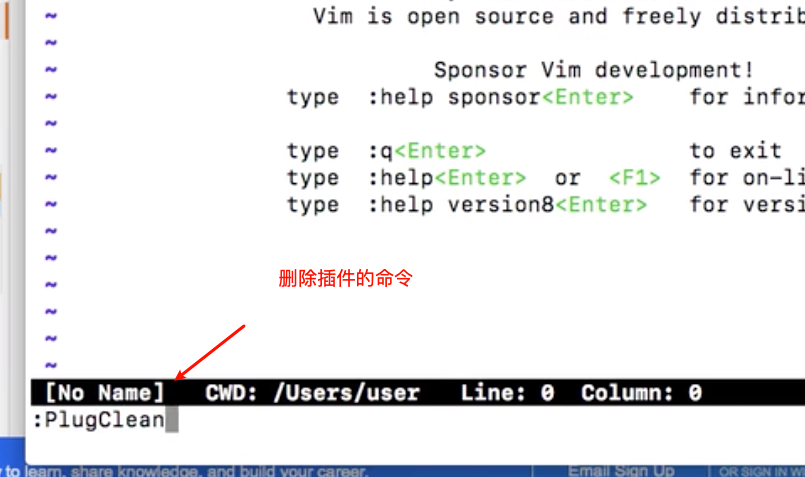 ~ Vim is open source and freely distrib
~
~ Sponsor Vim development!
~ type :help sponsor<Enter> for infor
~
~ type :q<Enter> to exit
~ type :help<Enter> or <F1> for on-li
~ type :help version8<Enter> for versi
~
~
~
删除插件的命令
~
~
~
[No Name] CWD: /Users/user Line: 0 Column: 0
:PlugClean
to learn, share knowledge, and build your career. Email Sign Up OR SIGN IN W